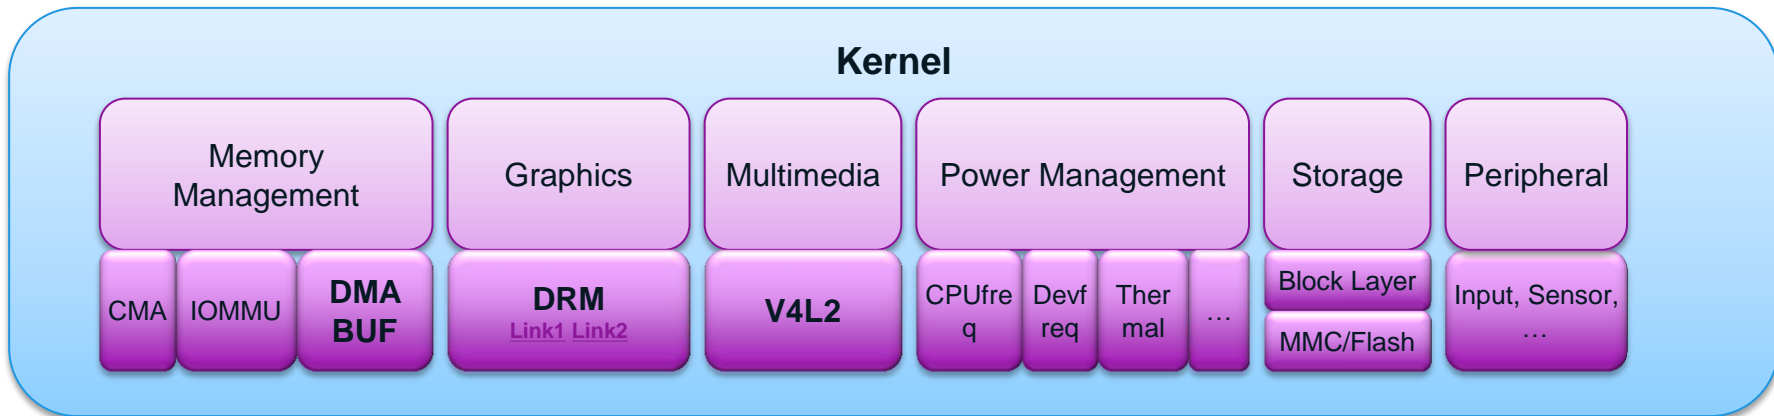 Kernel
Memory
Management
Graphics
Multimedia
Power Management
Storage
Peripheral
CMA
IOMMU
DMA
BUF
DRM
Link1 Link2
V4L2
CPUfre
q
Devf
req
Ther
mal
…
Block Layer
MMC/Flash
Input, Sensor,
…